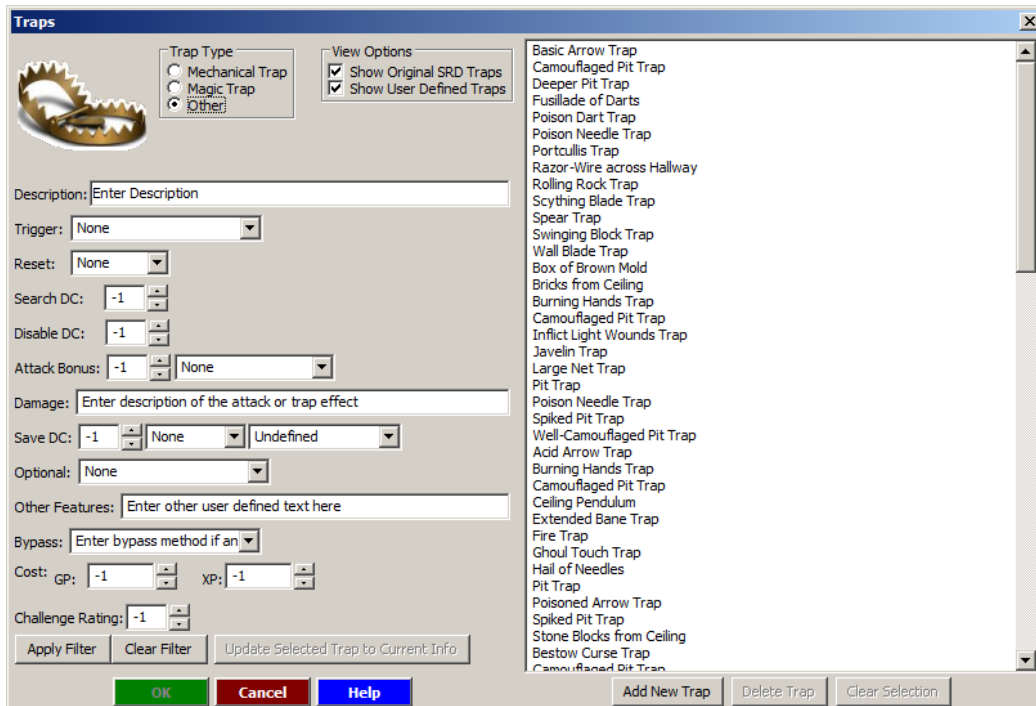 Traps
Trap Type
Mechanical Trap
Magic Trap
Other
View Options
Show Original SRD Traps
Show User Defined Traps
Description: Enter Description
Trigger: None
Reset: None
Search DC: -1
Disable DC: -1
Attack Bonus: -1 None
Damage: Enter description of the attack or trap effect
Save DC: -1 None Undefined
Optional: None
Other Features: Enter other user defined text here
Bypass: Enter bypass method if an
Cost: GP: -1 XP: -1
Challenge Rating: -1
Apply Filter Clear Filter Update Selected Trap to Current Info
OK Cancel Help
Basic Arrow Trap
Camouflaged Pit Trap
Deeper Pit Trap
Fusillade of Darts
Poison Dart Trap
Poison Needle Trap
Portcullis Trap
Razor-Wire across Hallway
Rolling Rock Trap
Scything Blade Trap
Spear Trap
Swinging Block Trap
Wall Blade Trap
Box of Brown Mold
Bricks from Ceiling
Burning Hands Trap
Camouflaged Pit Trap
Inflict Light Wounds Trap
Javelin Trap
Large Net Trap
Pit Trap
Poison Needle Trap
Spiked Pit Trap
Well-Camouflaged Pit Trap
Acid Arrow Trap
Burning Hands Trap
Camouflaged Pit Trap
Ceiling Pendulum
Extended Bane Trap
Fire Trap
Ghoul Touch Trap
Hail of Needles
Pit Trap
Poisoned Arrow Trap
Spiked Pit Trap
Stone Blocks from Ceiling
Bestow Curse Trap
Camouflaged Pit Trap
Add New Trap Delete Trap Clear Selection